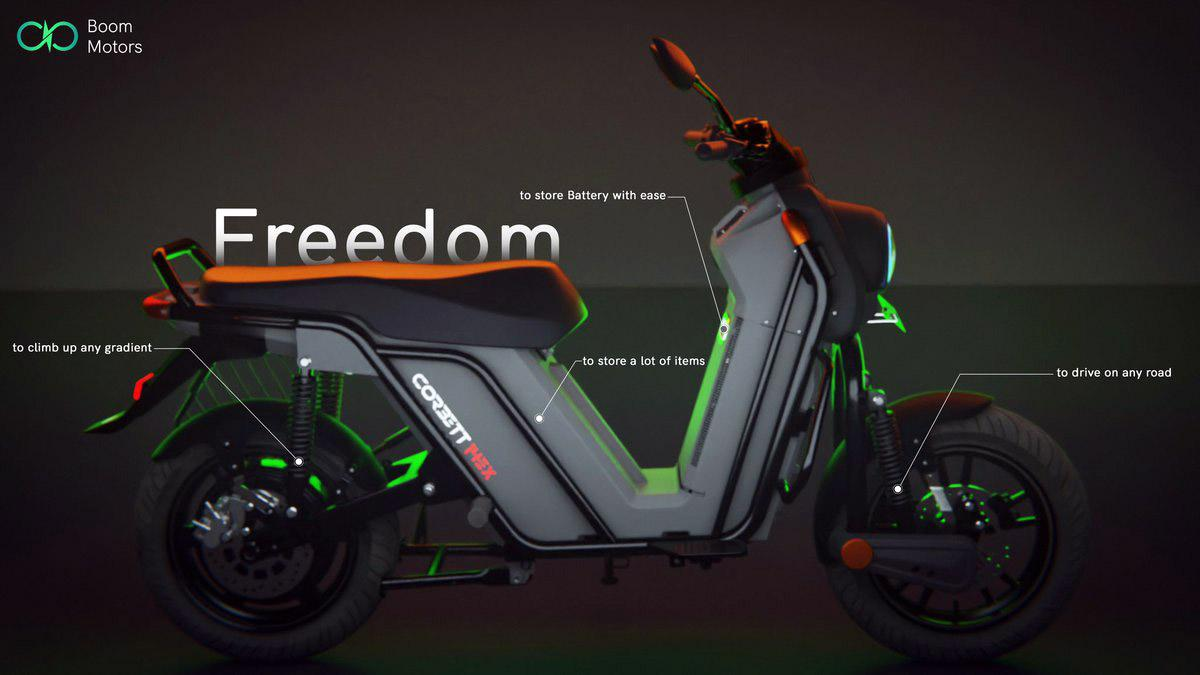 Boom
Motors
to store Battery with ease
Freedom
to climb up any gradient
to store a lot of items
to drive on any road
CORBETT